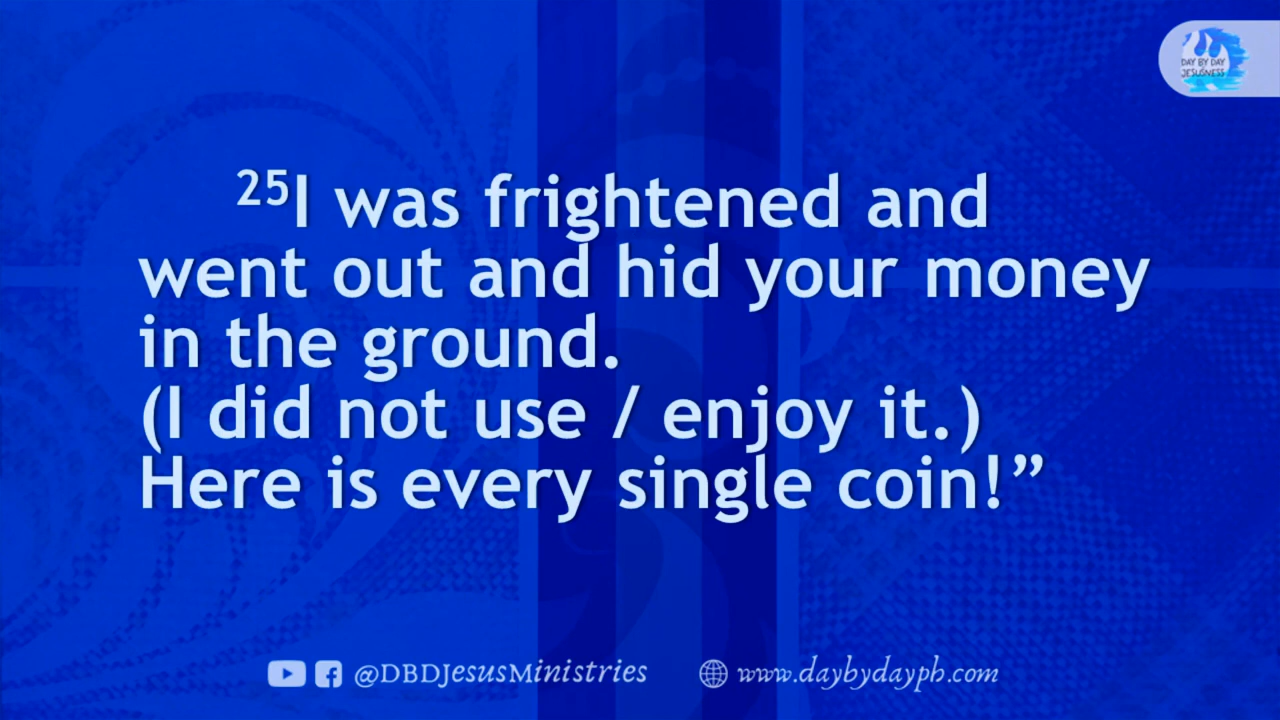 DAY BY DAY
JESUSNESS
25I was frightened and
went out and hid your money
in the ground.
(I did not use / enjoy it.)
Here is every single coin!”
@DBDJesusMinistries
www.daybydayph.com